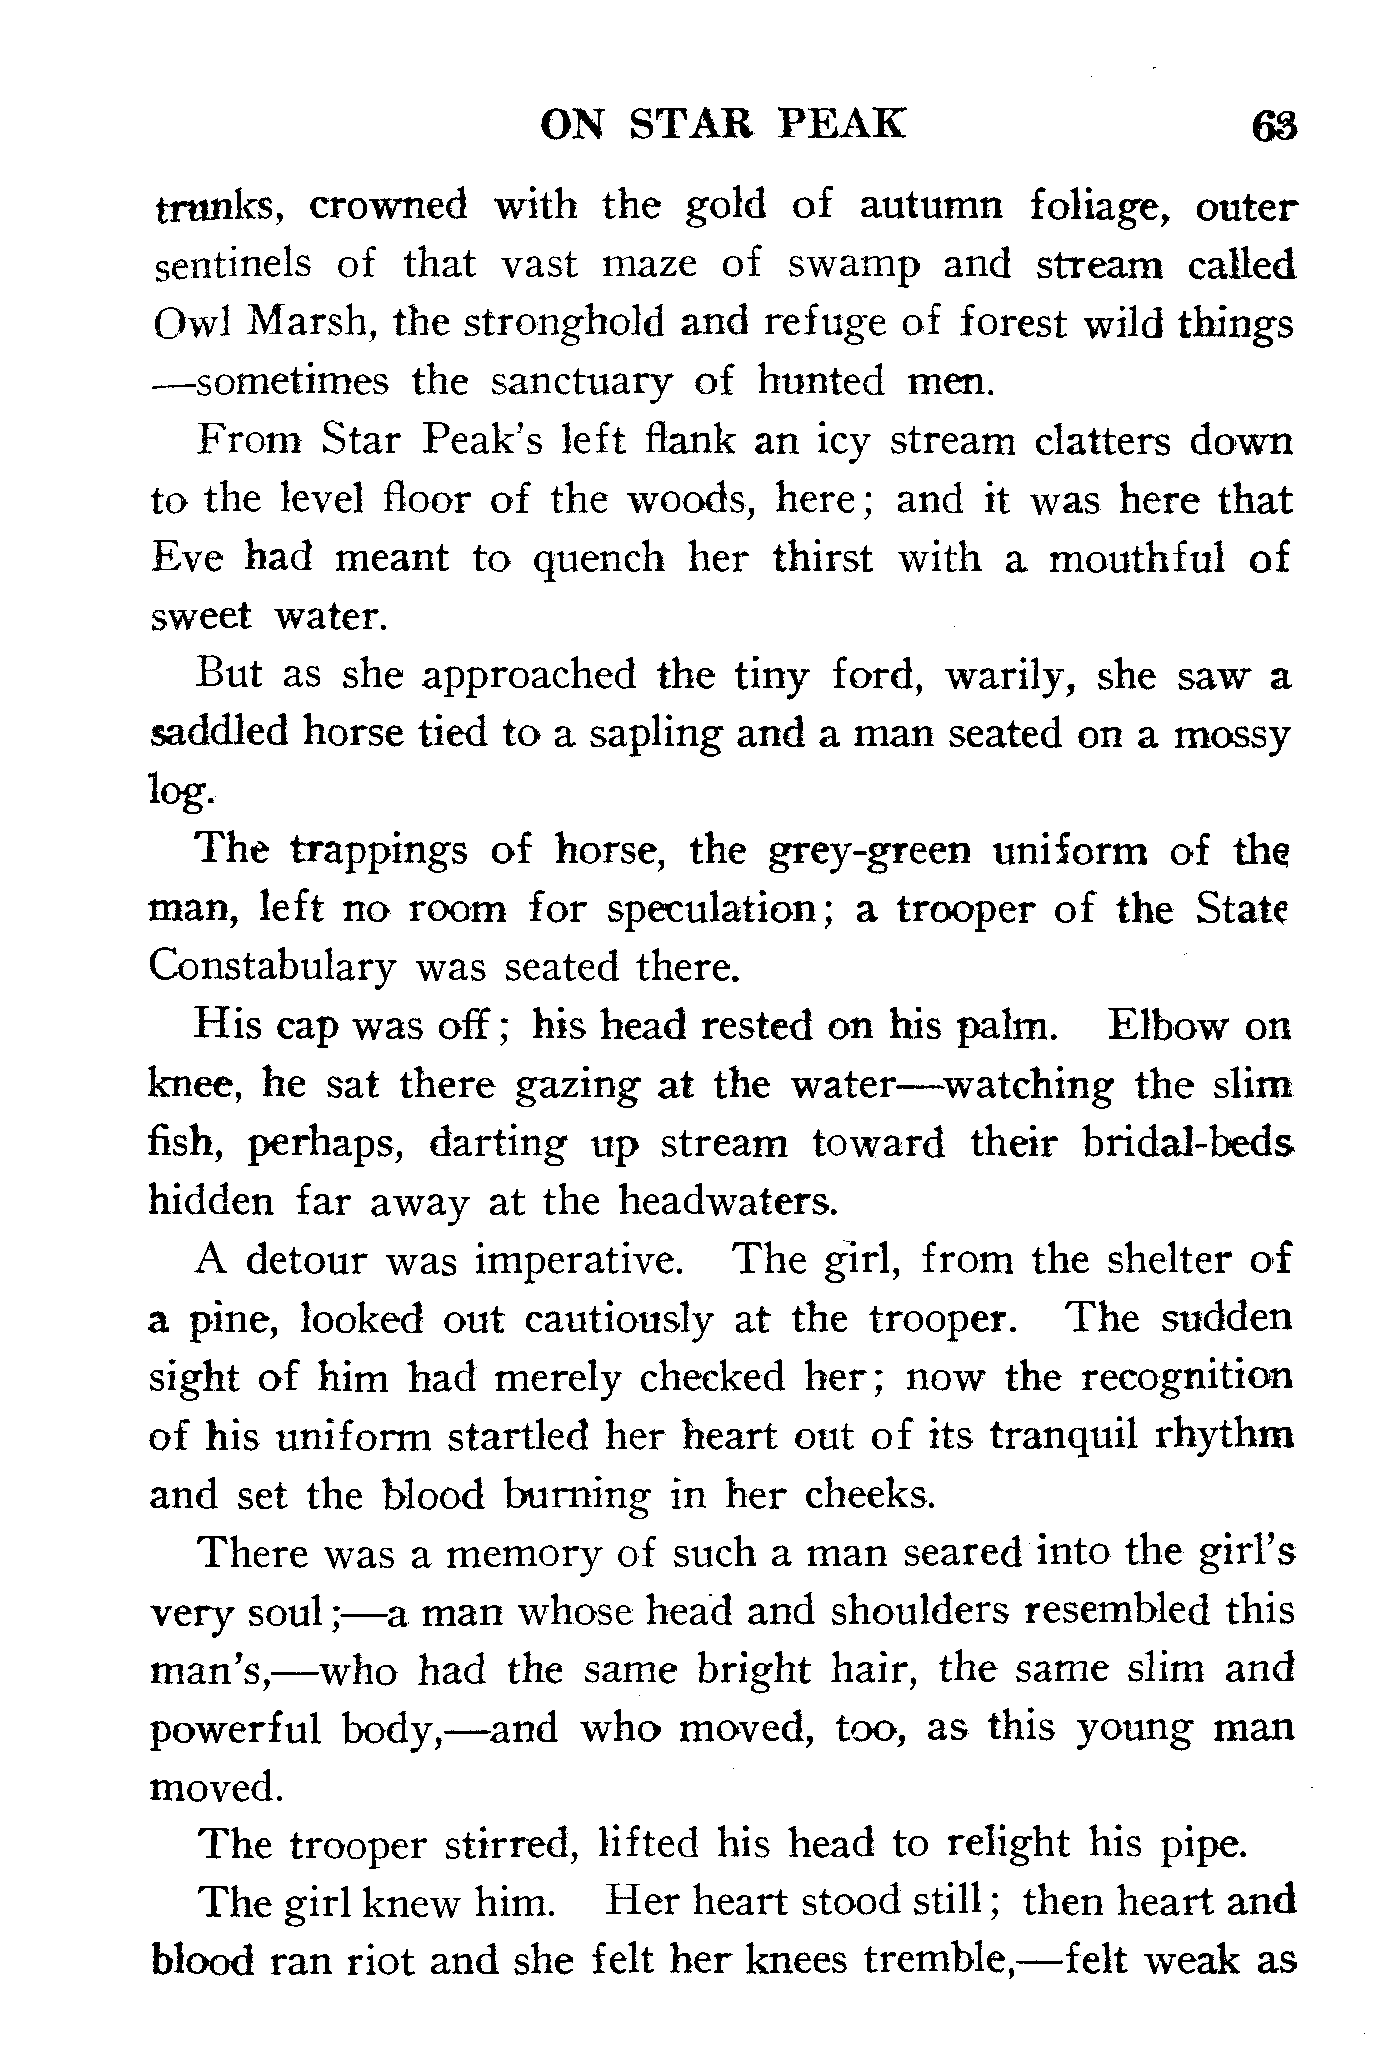 ON STAR PEAK 63
trunks, crowned with the gold of autumn foliage, outer
sentinels of that vast maze of swamp and stream called
Owl Marsh, the stronghold and refuge of forest wild things
—sometimes the sanctuary of hunted men.
From Star Peak's left flank an icy stream clatters down
to the level floor of the woods, here; and it was here that
Eve had meant to quench her thirst with a mouthful of
sweet water.
But as she approached the tiny ford, warily, she saw a
saddled horse tied to a sapling and a man seated on a mossy
log.
The trappings of horse, the grey-green uniform of the
man, left no room for speculation; a trooper of the State
Constabulary was seated there.
His cap was off; his head rested on his palm. Elbow on
knee, he sat there gazing at the water—watching the slim
fish, perhaps, darting up stream toward their bridal-beds
hidden far away at the headwaters.
A detour was imperative. The girl, from the shelter of
a pine, looked out cautiously at the trooper. The sudden
sight of him had merely checked her; now the recognition
of his uniform startled her heart out of its tranquil rhythm
and set the blood burning in her cheeks.
There was a memory of such a man seared into the girl's
very soul;—a man whose head and shoulders resembled this
man's,—who had the same bright hair, the same slim and
powerful body,—and who moved, too, as this young man
moved.
The trooper stirred, lifted his head to relight his pipe.
The girl knew him. Her heart stood still; then heart and
blood ran riot and she felt her knees tremble,—felt weak as